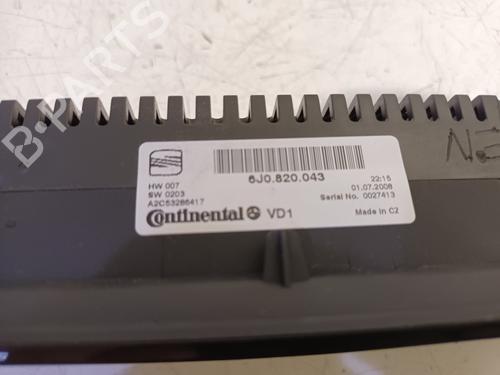 B-PARTS
6J0.820.043
HW 007
SW 0203
A2C53286417
22:15
01.07.2008
Serial No. 0027413
Continental VD1
Made in CZ